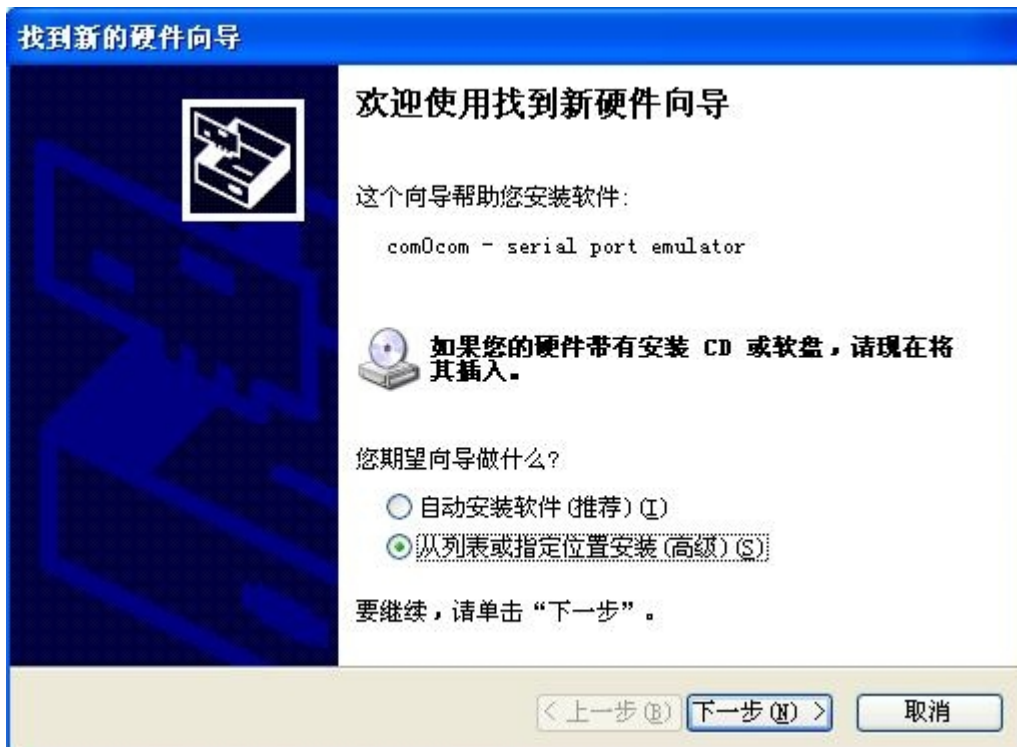 找到新的硬件向导
欢迎使用找到新硬件向导
这个向导帮助您安装软件:
com0com - serial port emulator
如果您的硬件带有安装 CD 或软盘，请现在将
其插入。
您期望向导做什么?
自动安装软件(推荐)(I)
从列表或指定位置安装(高级)(S)
要继续，请单击“下一步”。
< 上一步(B)
下一步(N) >
取消